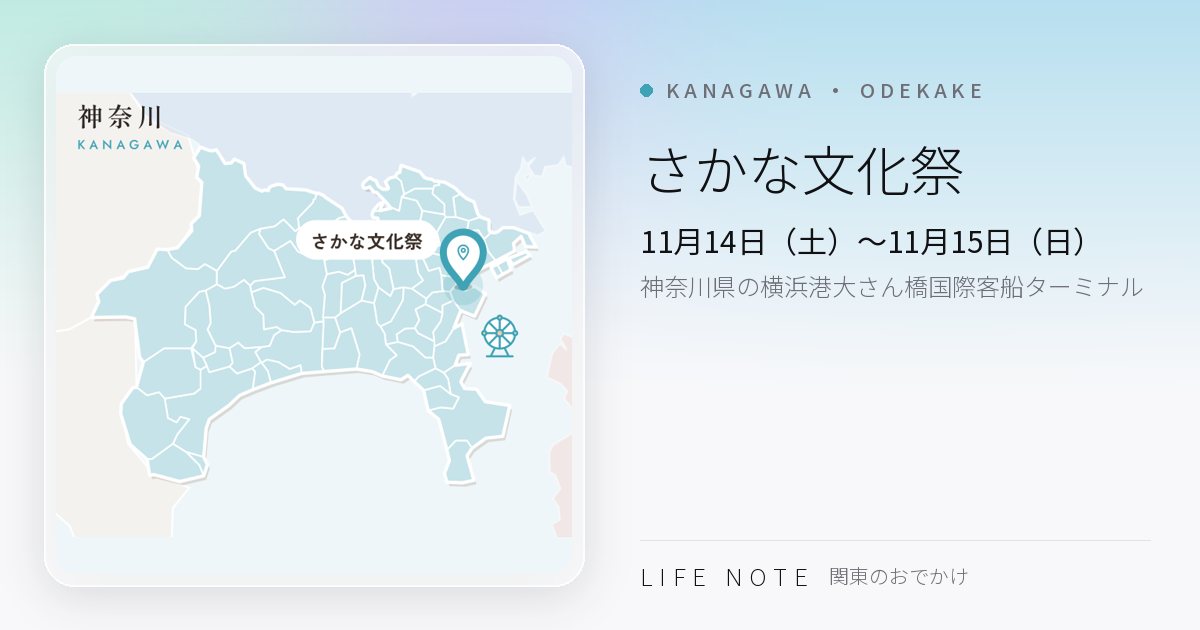 神奈川
KANAGAWA
さかな文化祭
KANAGAWA • ODEKAKE
さかな文化祭
11月14日（土）〜11月15日（日）
神奈川県の横浜港大さん橋国際客船ターミナル
LIFE NOTE 関東のおでかけ